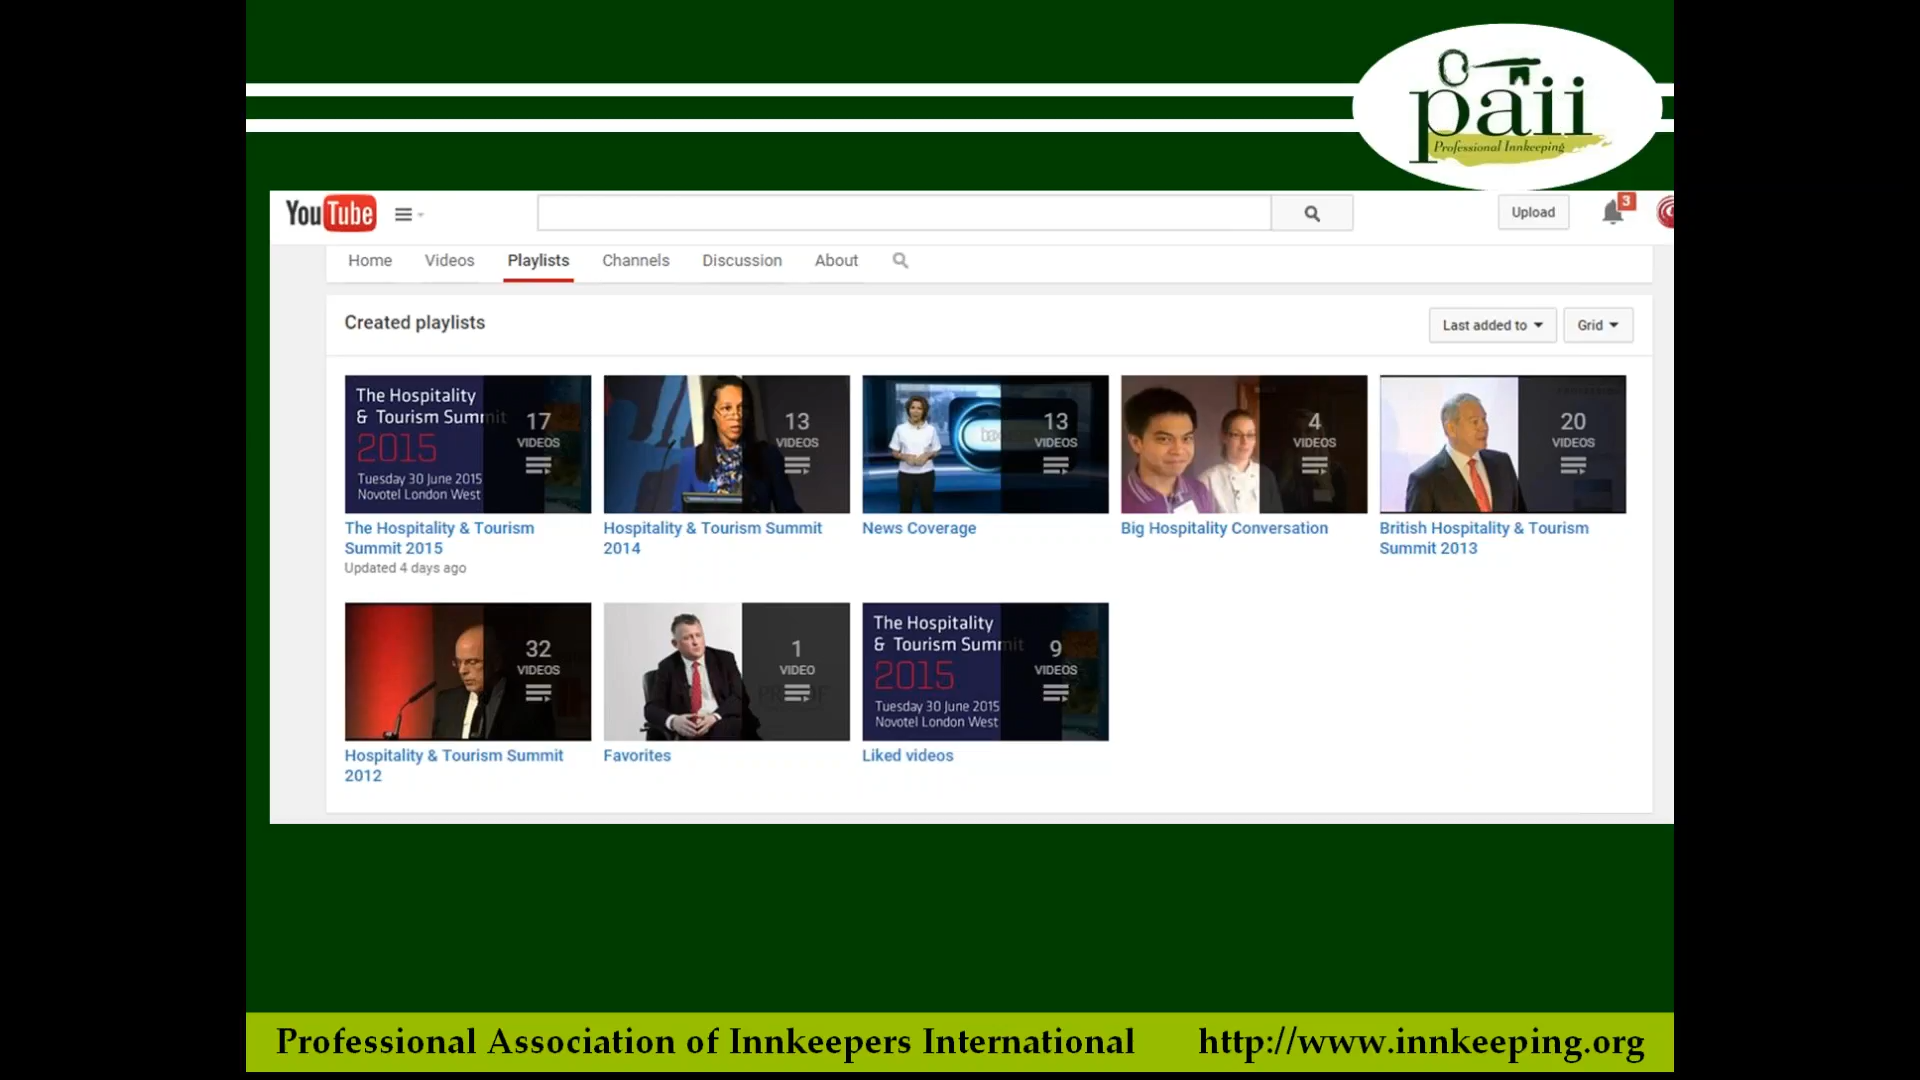 paii
Professional Innkeeping
YouTube
Upload
3
Home Videos Playlists Channels Discussion About
Created playlists
Last added to
Grid
The Hospitality
& Tourism Summit
2015
Tuesday 30 June 2015
Novotel London West
17
VIDEOS
13
VIDEOS
13
VIDEOS
4
VIDEOS
20
VIDEOS
The Hospitality & Tourism
Summit 2015
Updated 4 days ago
Hospitality & Tourism Summit
2014
News Coverage
Big Hospitality Conversation
British Hospitality & Tourism
Summit 2013
32
VIDEOS
1
VIDEO
The Hospitality
& Tourism Summit
2015
Tuesday 30 June 2015
Novotel London West
9
VIDEOS
Hospitality & Tourism Summit
2012
Favorites
Liked videos
Professional Association of Innkeepers International http://www.innkeeping.org